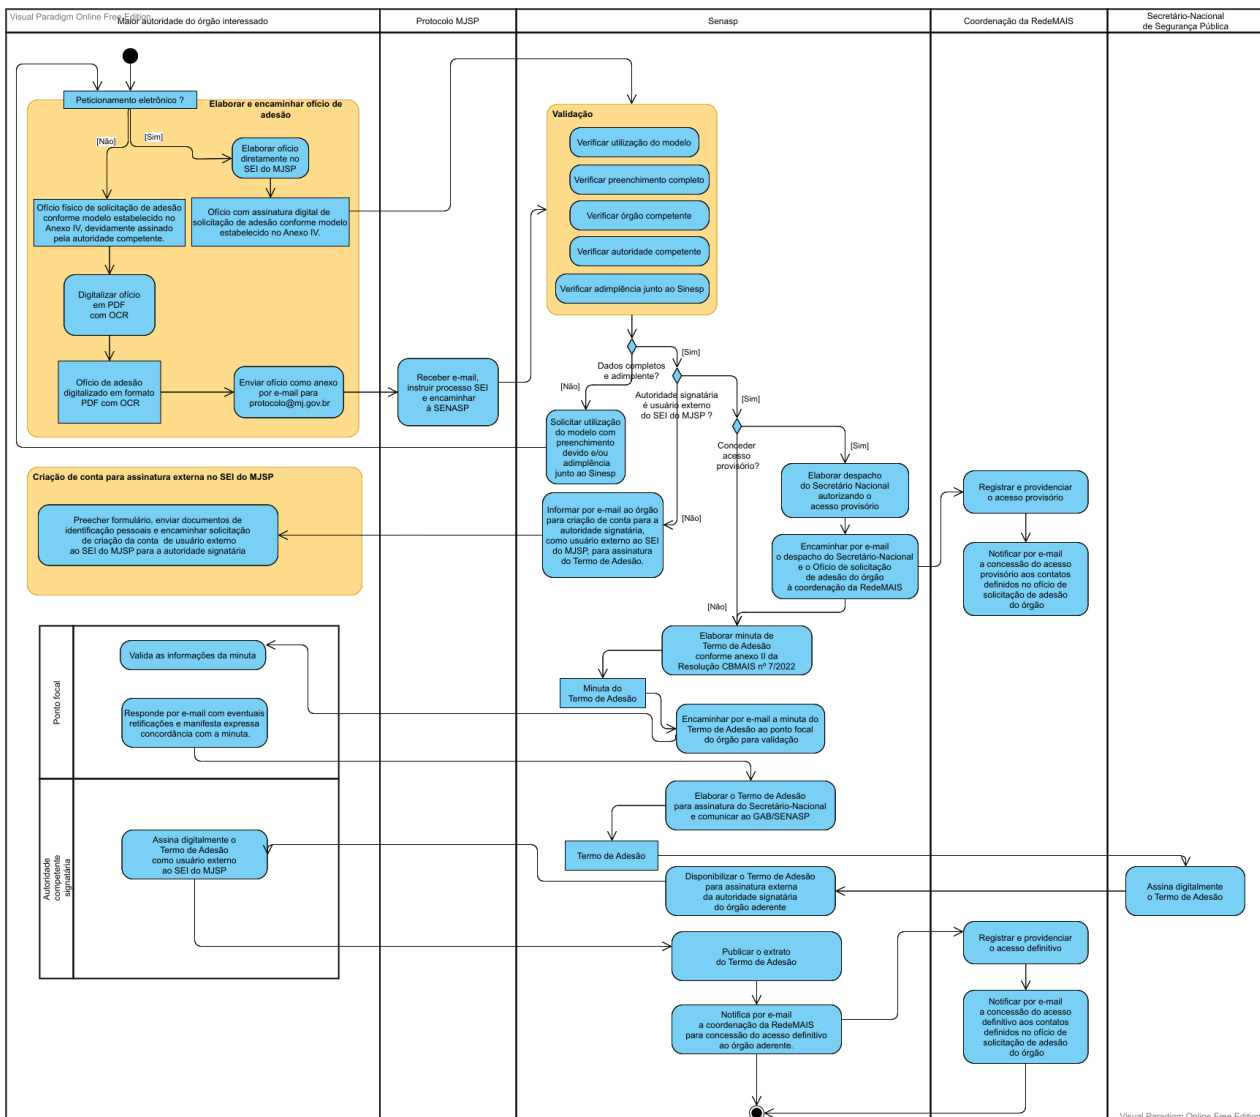 Visual Paradigm Online Free Edition
Maior autoridade do órgão interessado
Protocolo MJSP
Senasp
Coordenação da RedeMAIS
Secretário-Nacional
de Segurança Pública
Peticionamento eletrônico ?
Elaborar e encaminhar ofício de
adesão
[Não]
[Sim]
Elaborar ofício
diretamente no
SEI do MJSP
Ofício físico de solicitação de adesão
conforme modelo estabelecido no
Anexo IV, devidamente assinado
pela autoridade competente.
Ofício com assinatura digital de
solicitação de adesão conforme modelo
estabelecido no Anexo IV.
Digitalizar ofício
em PDF
com OCR
Ofício de adesão
digitalizado em formato
PDF com OCR
Enviar ofício como anexo
por e-mail para
protocolo@mj.gov.br
Receber e-mail,
instruir processo SEI
e encaminhar
à SENASP
Validação
Verificar utilização do modelo
Verificar preenchimento completo
Verificar órgão competente
Verificar autoridade competente
Verificar adimplência junto ao Sinesp
Dados completos
e adimplente?
[Sim]
[Não]
Autoridade signatária
é usuário externo
do SEI do MJSP ?
[Sim]
Solicitar utilização
do modelo com
preenchimento
devido e/ou
adimplência
junto ao Sinesp
Conceder
acesso
provisório?
[Sim]
Elaborar despacho
do Secretário Nacional
autorizando o
acesso provisório
Registrar e providenciar
o acesso provisório
Criação de conta para assinatura externa no SEI do MJSP
Preecher formulário, enviar documentos de
identificação pessoais e encaminhar solicitação
de criação da conta de usuário externo
ao SEI do MJSP para a autoridade signatária
Informar por e-mail ao órgão
para criação de conta para a
autoridade signatária,
como usuário externo ao SEI
do MJSP, para assinatura
do Termo de Adesão.
[Não]
Encaminhar por e-mail
o despacho do Secretário-Nacional
e o Ofício de solicitação
de adesão do órgão
à coordenação da RedeMAIS
Notificar por e-mail
a concessão do acesso
provisório aos contatos
definidos no ofício de
solicitação de adesão
do órgão
[Não]
Elaborar minuta de
Termo de Adesão
conforme anexo II da
Resolução CBMAIS nº 7/2022
Ponto focal
Valida as informações da minuta
Minuta do
Termo de Adesão
Responde por e-mail com eventuais
retificações e manifesta expressa
concordância com a minuta.
Encaminhar por e-mail a minuta do
Termo de Adesão ao ponto focal
do órgão para validação
Elaborar o Termo de Adesão
para assinatura do Secretário-Nacional
e comunicar ao GAB/SENASP
Autoridade
competente
signatária
Assina digitalmente o
Termo de Adesão
como usuário externo
ao SEI do MJSP
Termo de Adesão
Disponibilizar o Termo de Adesão
para assinatura externa
da autoridade signatária
do órgão aderente
Assina digitalmente
o Termo de Adesão
Publicar o extrato
do Termo de Adesão
Registrar e providenciar
o acesso definitivo
Notifica por e-mail
a coordenação da RedeMAIS
para concessão do acesso definitivo
ao órgão aderente.
Notificar por e-mail
a concessão do acesso
definitivo aos contatos
definidos no ofício de
solicitação de adesão
do órgão
Visual Paradigm Online Free Edition